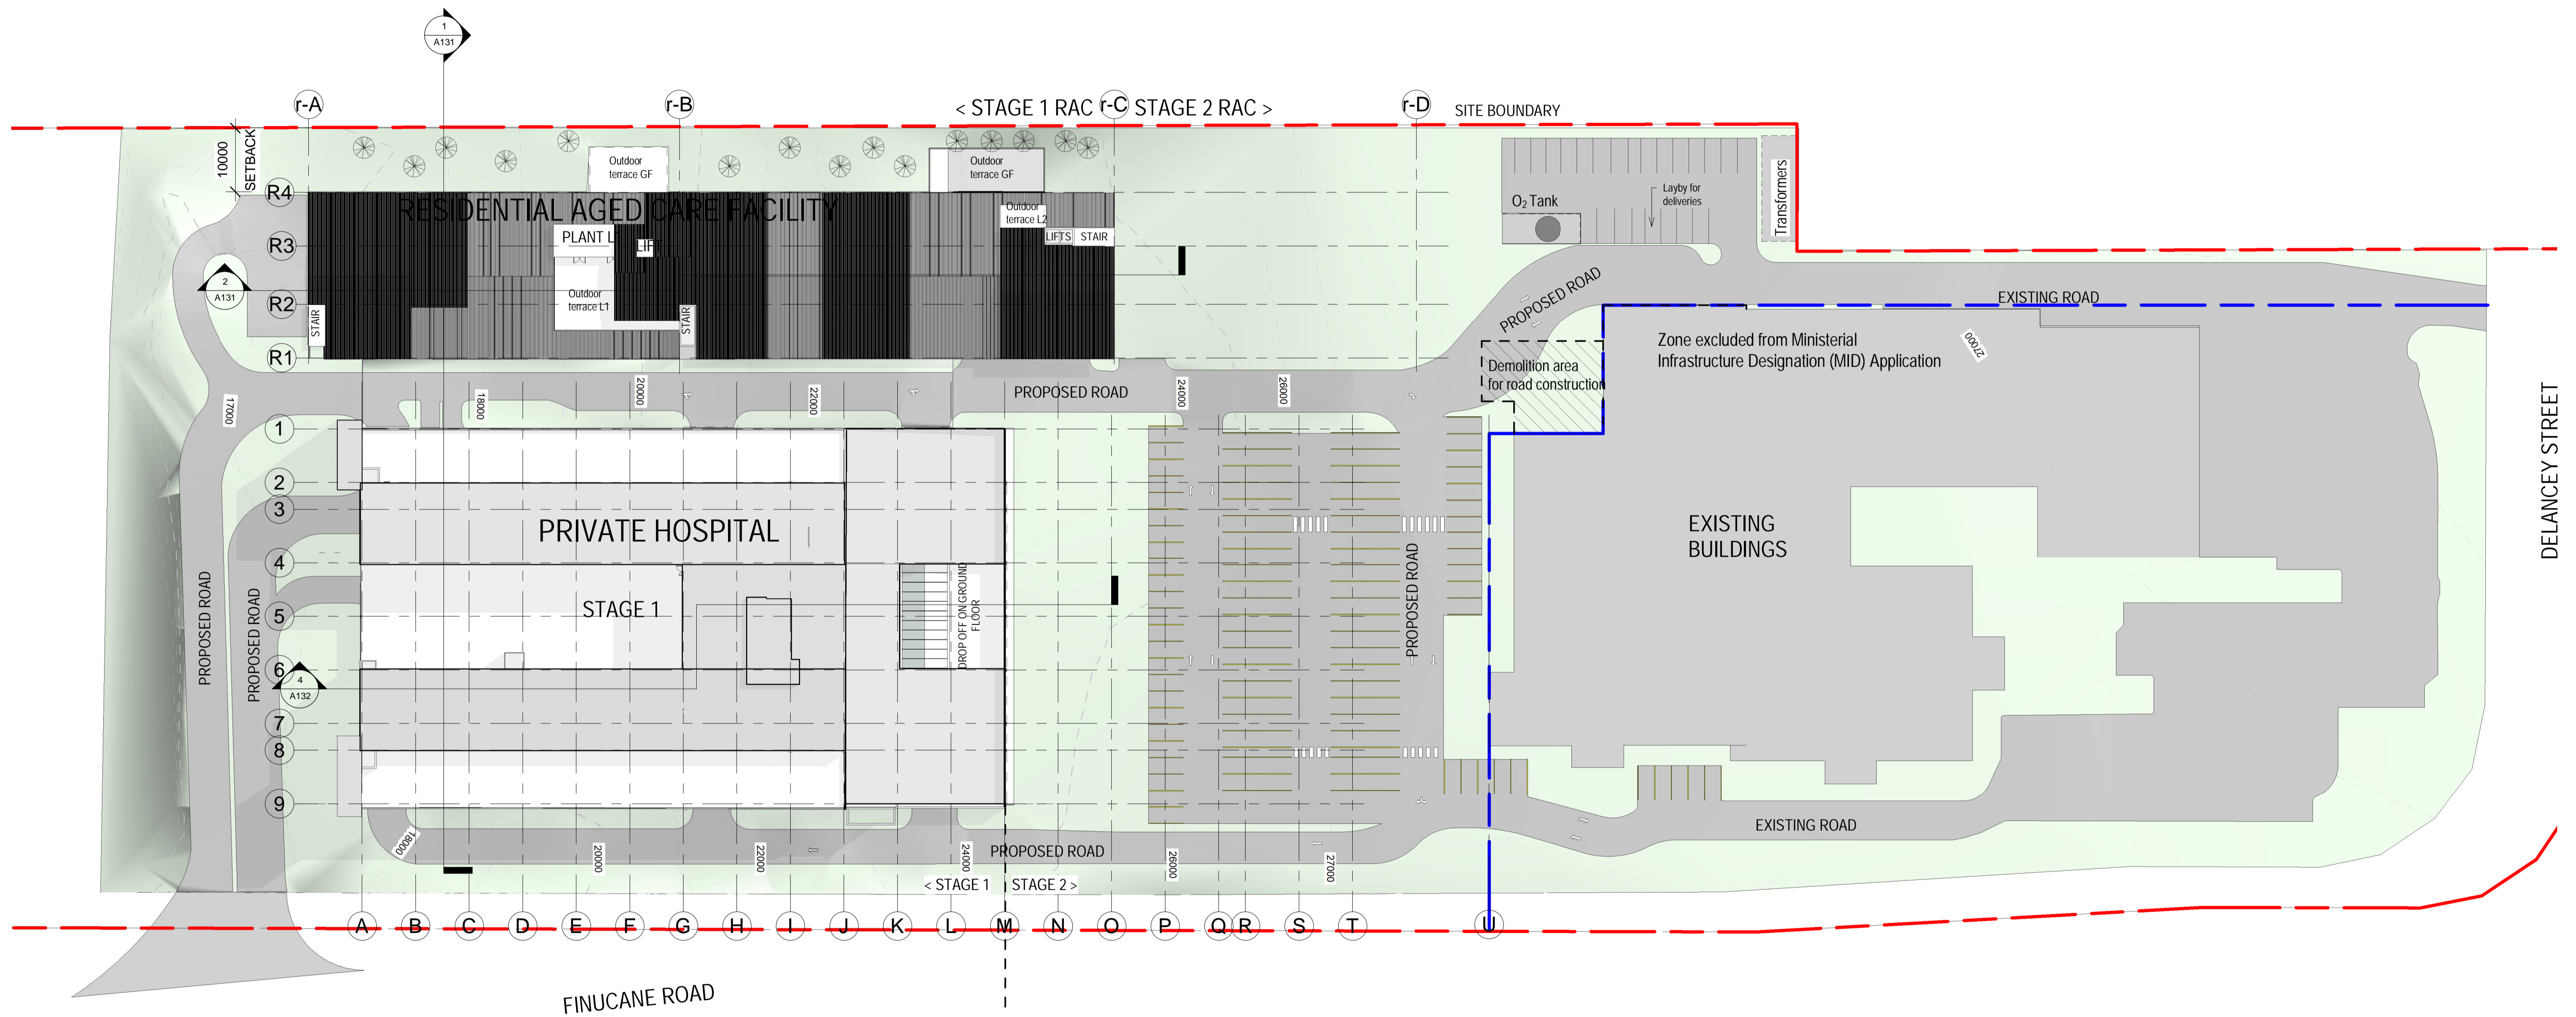 1
A131
r-A
r-B
< STAGE 1 RAC
r-C
STAGE 2 RAC >
r-D
SITE BOUNDARY
10000
SETBACK
Outdoor
terrace GF
Outdoor
terrace GF
R4
RESIDENTIAL AGED CARE FACILITY
Outdoor
terrace L2
O2 Tank
Layby for
deliveries
Transformers
R3
PLANT L
LIFT
LIFTS
STAIR
2
A131
R2
Outdoor
terrace L1
STAIR
STAIR
PROPOSED ROAD
EXISTING ROAD
R1
Zone excluded from Ministerial
Infrastructure Designation (MID) Application
27000
Demolition area
for road construction
17000
18000
20000
22000
PROPOSED ROAD
24000
26000
DELANCEY STREET
1
2
3
PRIVATE HOSPITAL
EXISTING
BUILDINGS
4
5
STAGE 1
DROP OFF ON GROUND
FLOOR
PROPOSED ROAD
PROPOSED ROAD
PROPOSED ROAD
6
4
A132
7
8
9
18000
20000
22000
24000
PROPOSED ROAD
26000
27000
EXISTING ROAD
< STAGE 1
STAGE 2 >
A
B
C
D
E
F
G
H
I
J
K
L
M
N
O
P
Q
R
S
T
U
FINUCANE ROAD